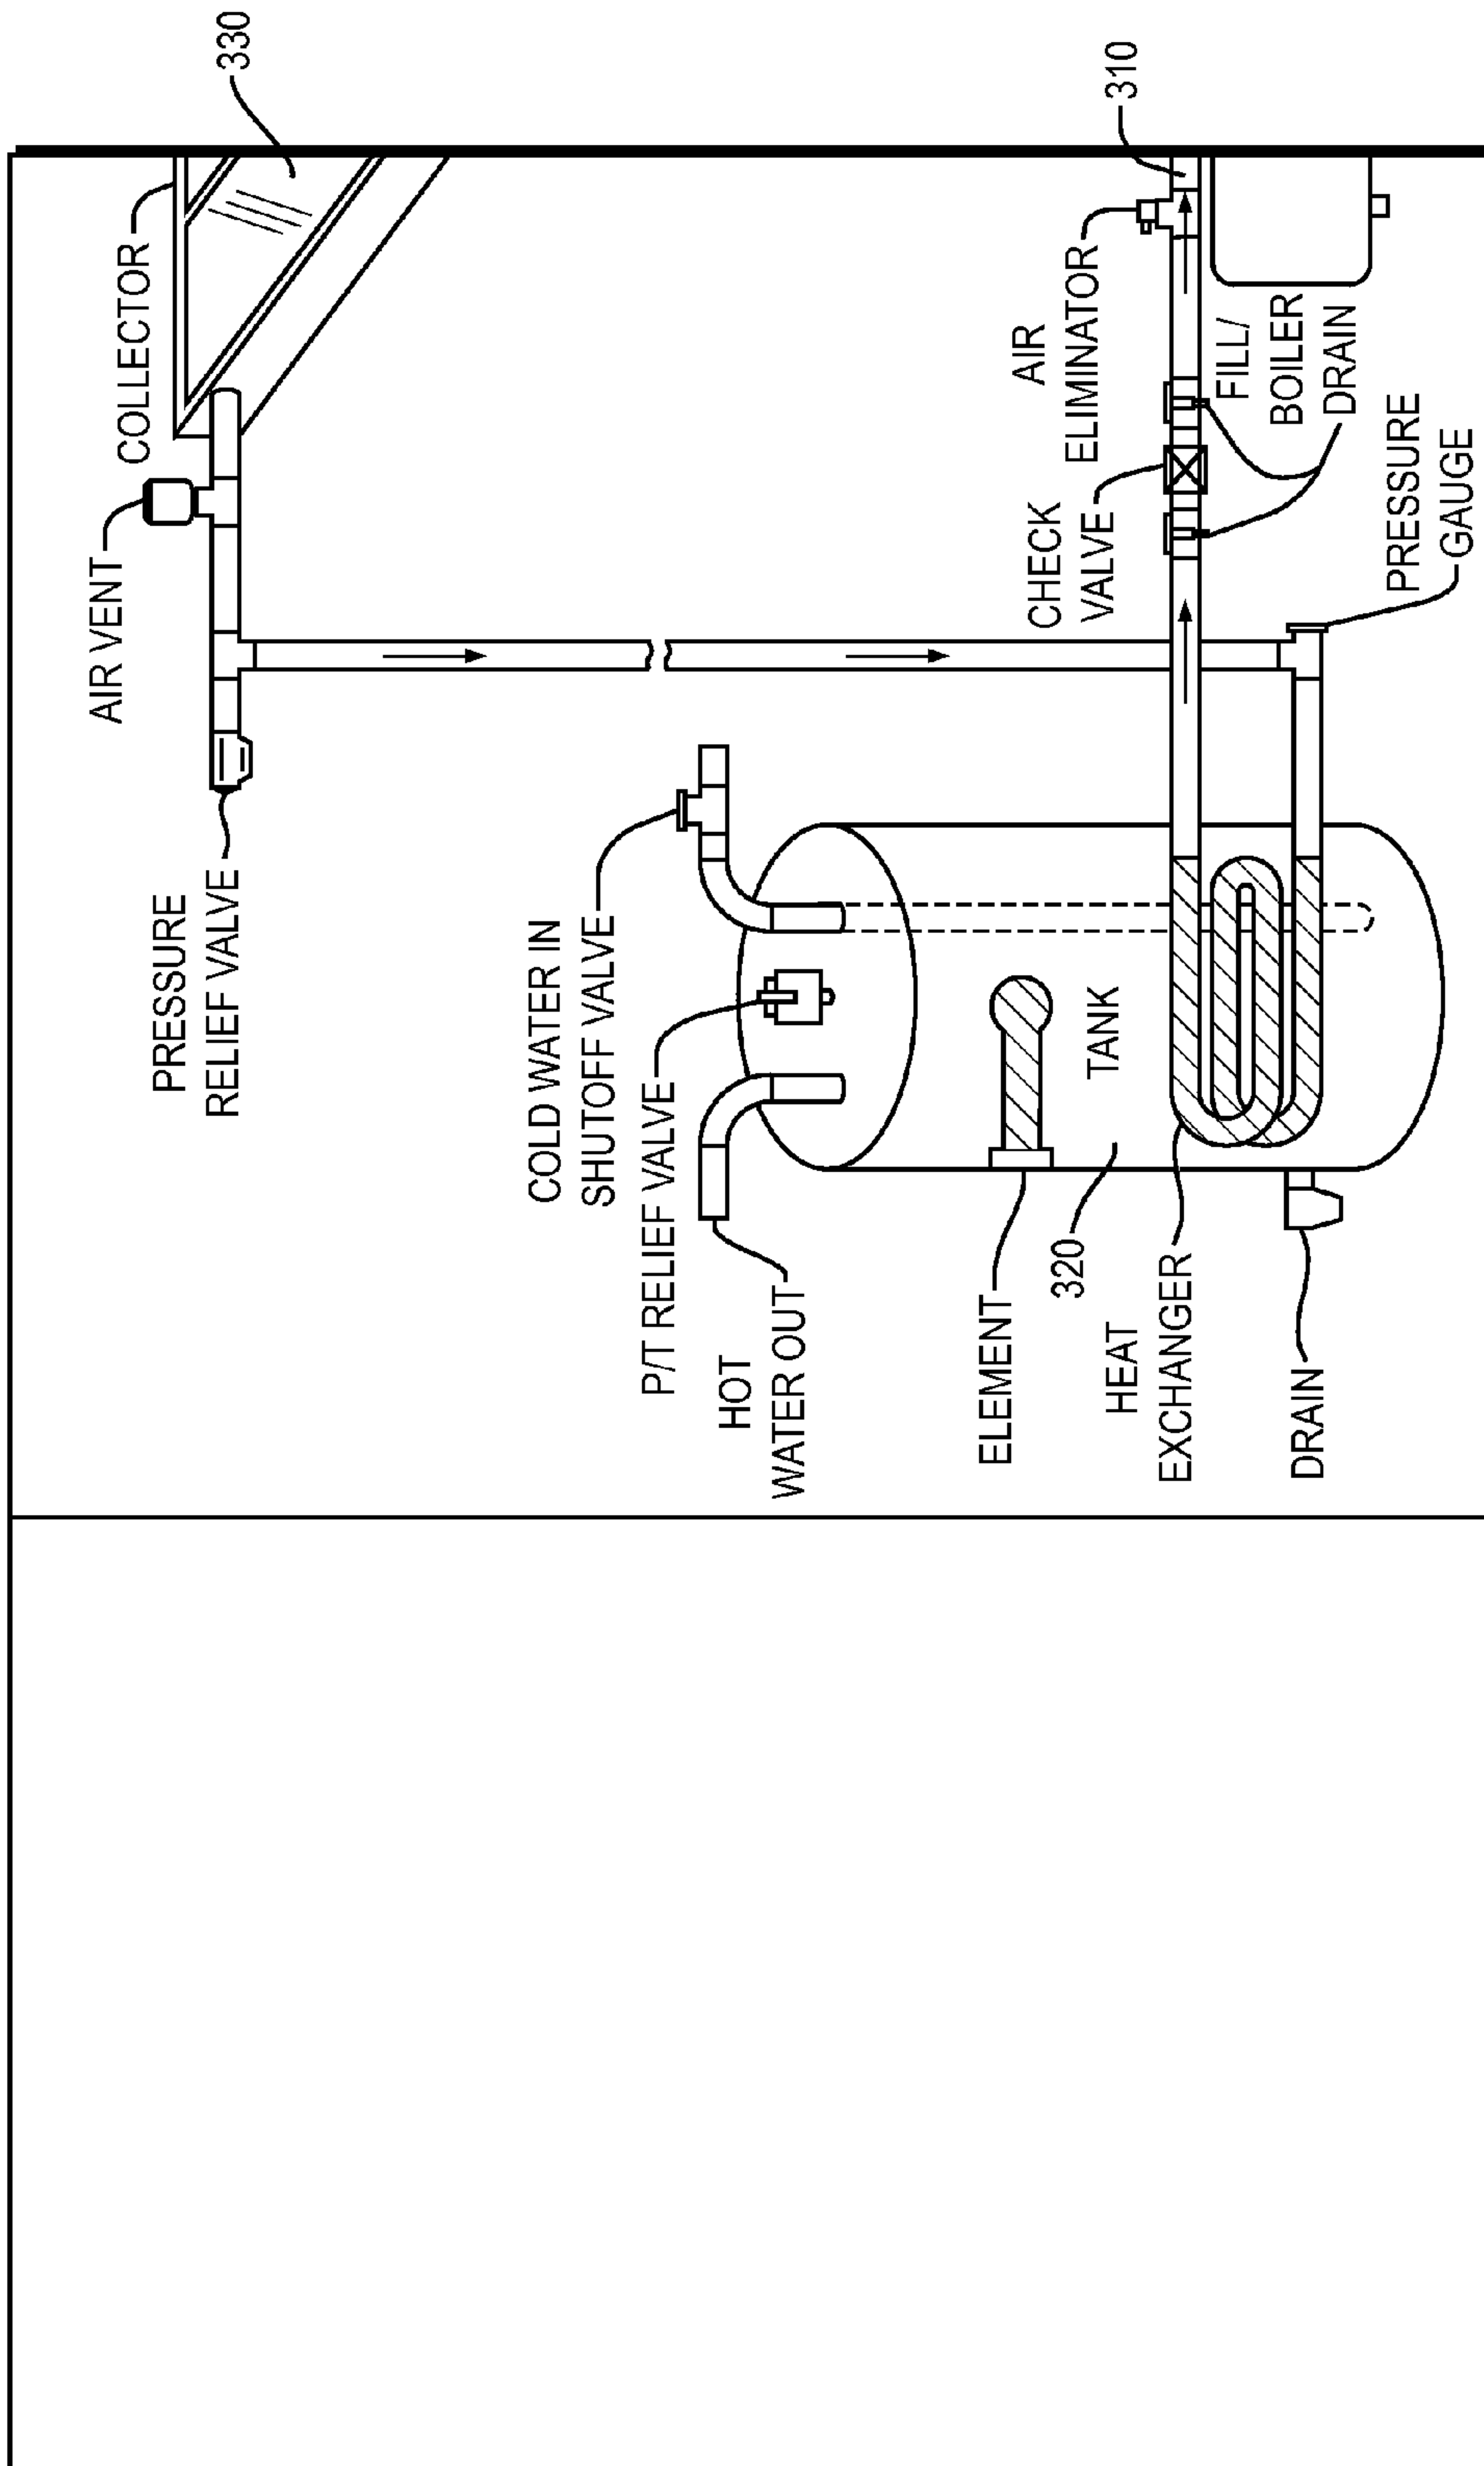 330
COLLECTOR
AIR VENT
PRESSURE
RELIEF VALVE
COLD WATER IN
SHUTOFF VALVE
P/T RELIEF VALVE
HOT
WATER OUT
310
AIR
ELIMINATOR
CHECK
VALVE
FILL/
BOILER
DRAIN
PRESSURE
GAUGE
ELEMENT
TANK
320
HEAT
EXCHANGER
DRAIN